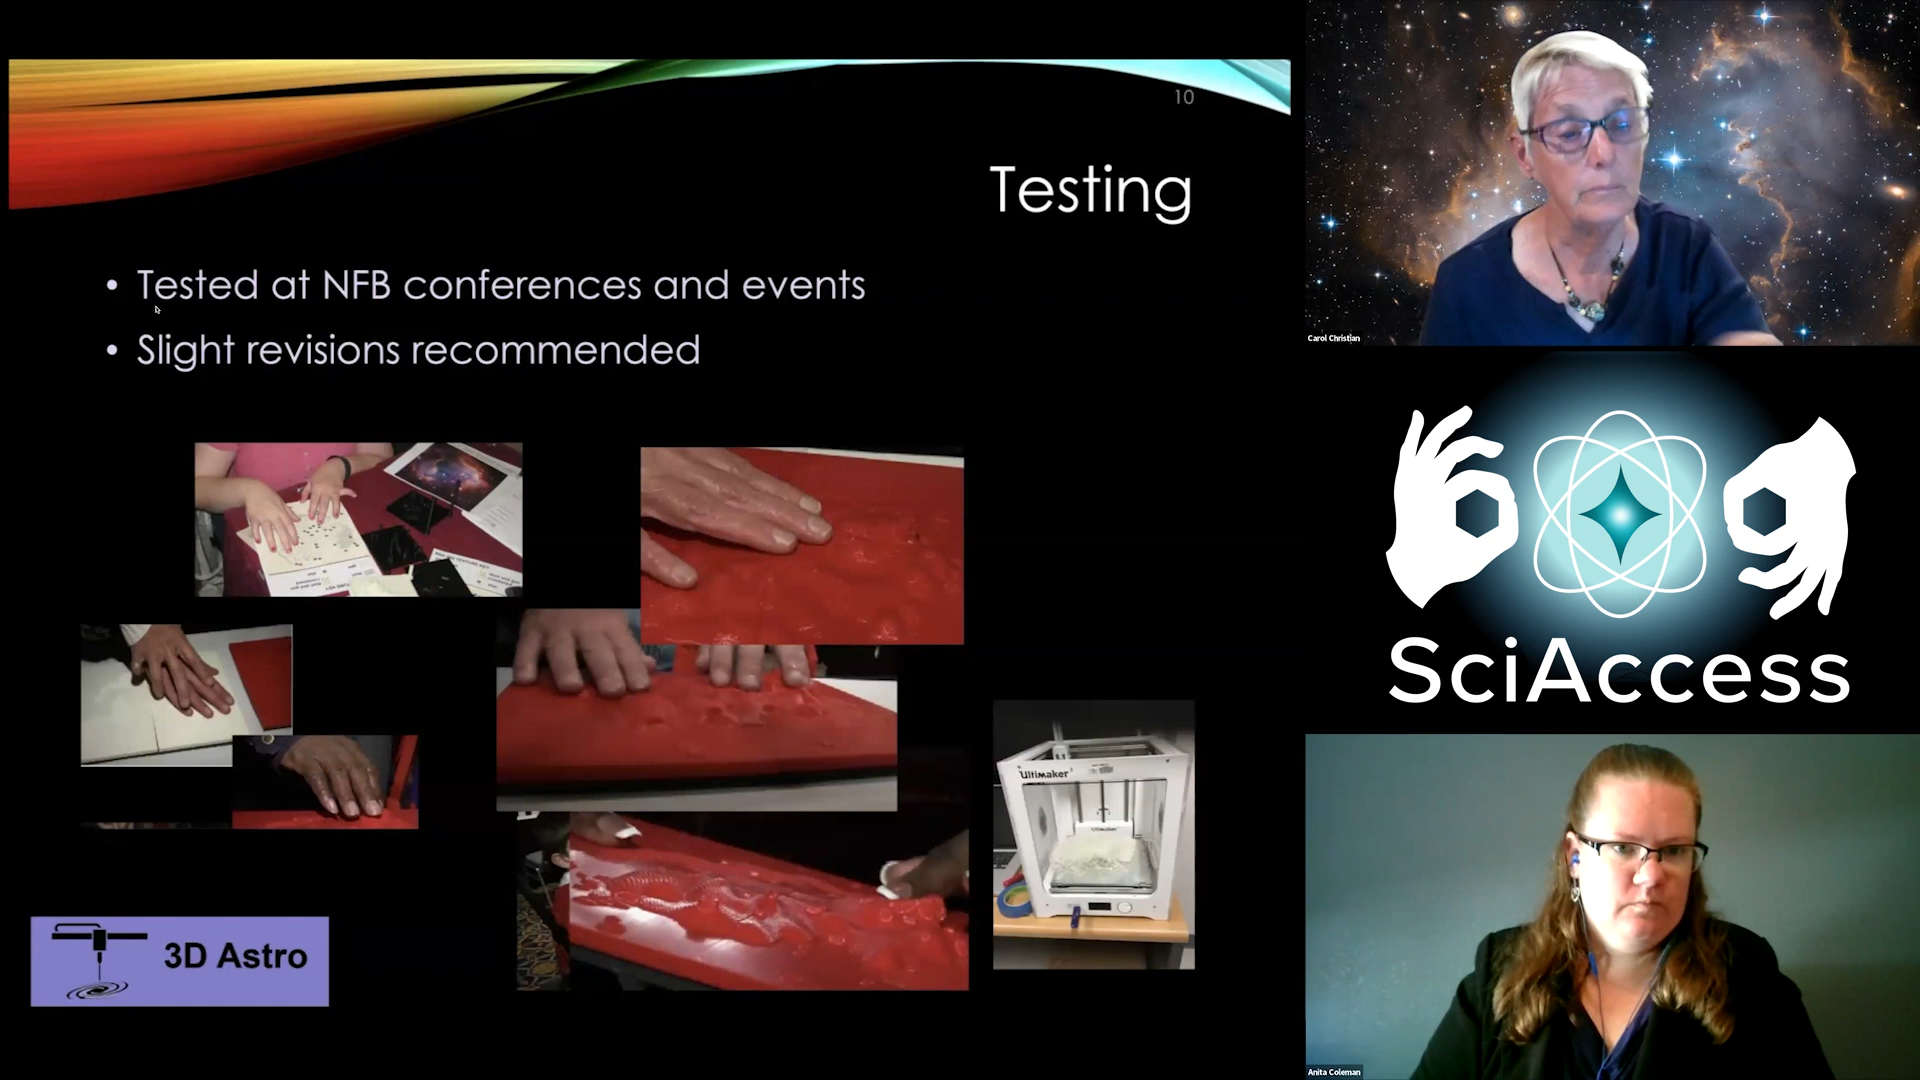 10
Testing
• Tested at NFB conferences and events
• Slight revisions recommended
Ultimaker
3D Astro
Carol Christian
SciAccess
Anita Coleman